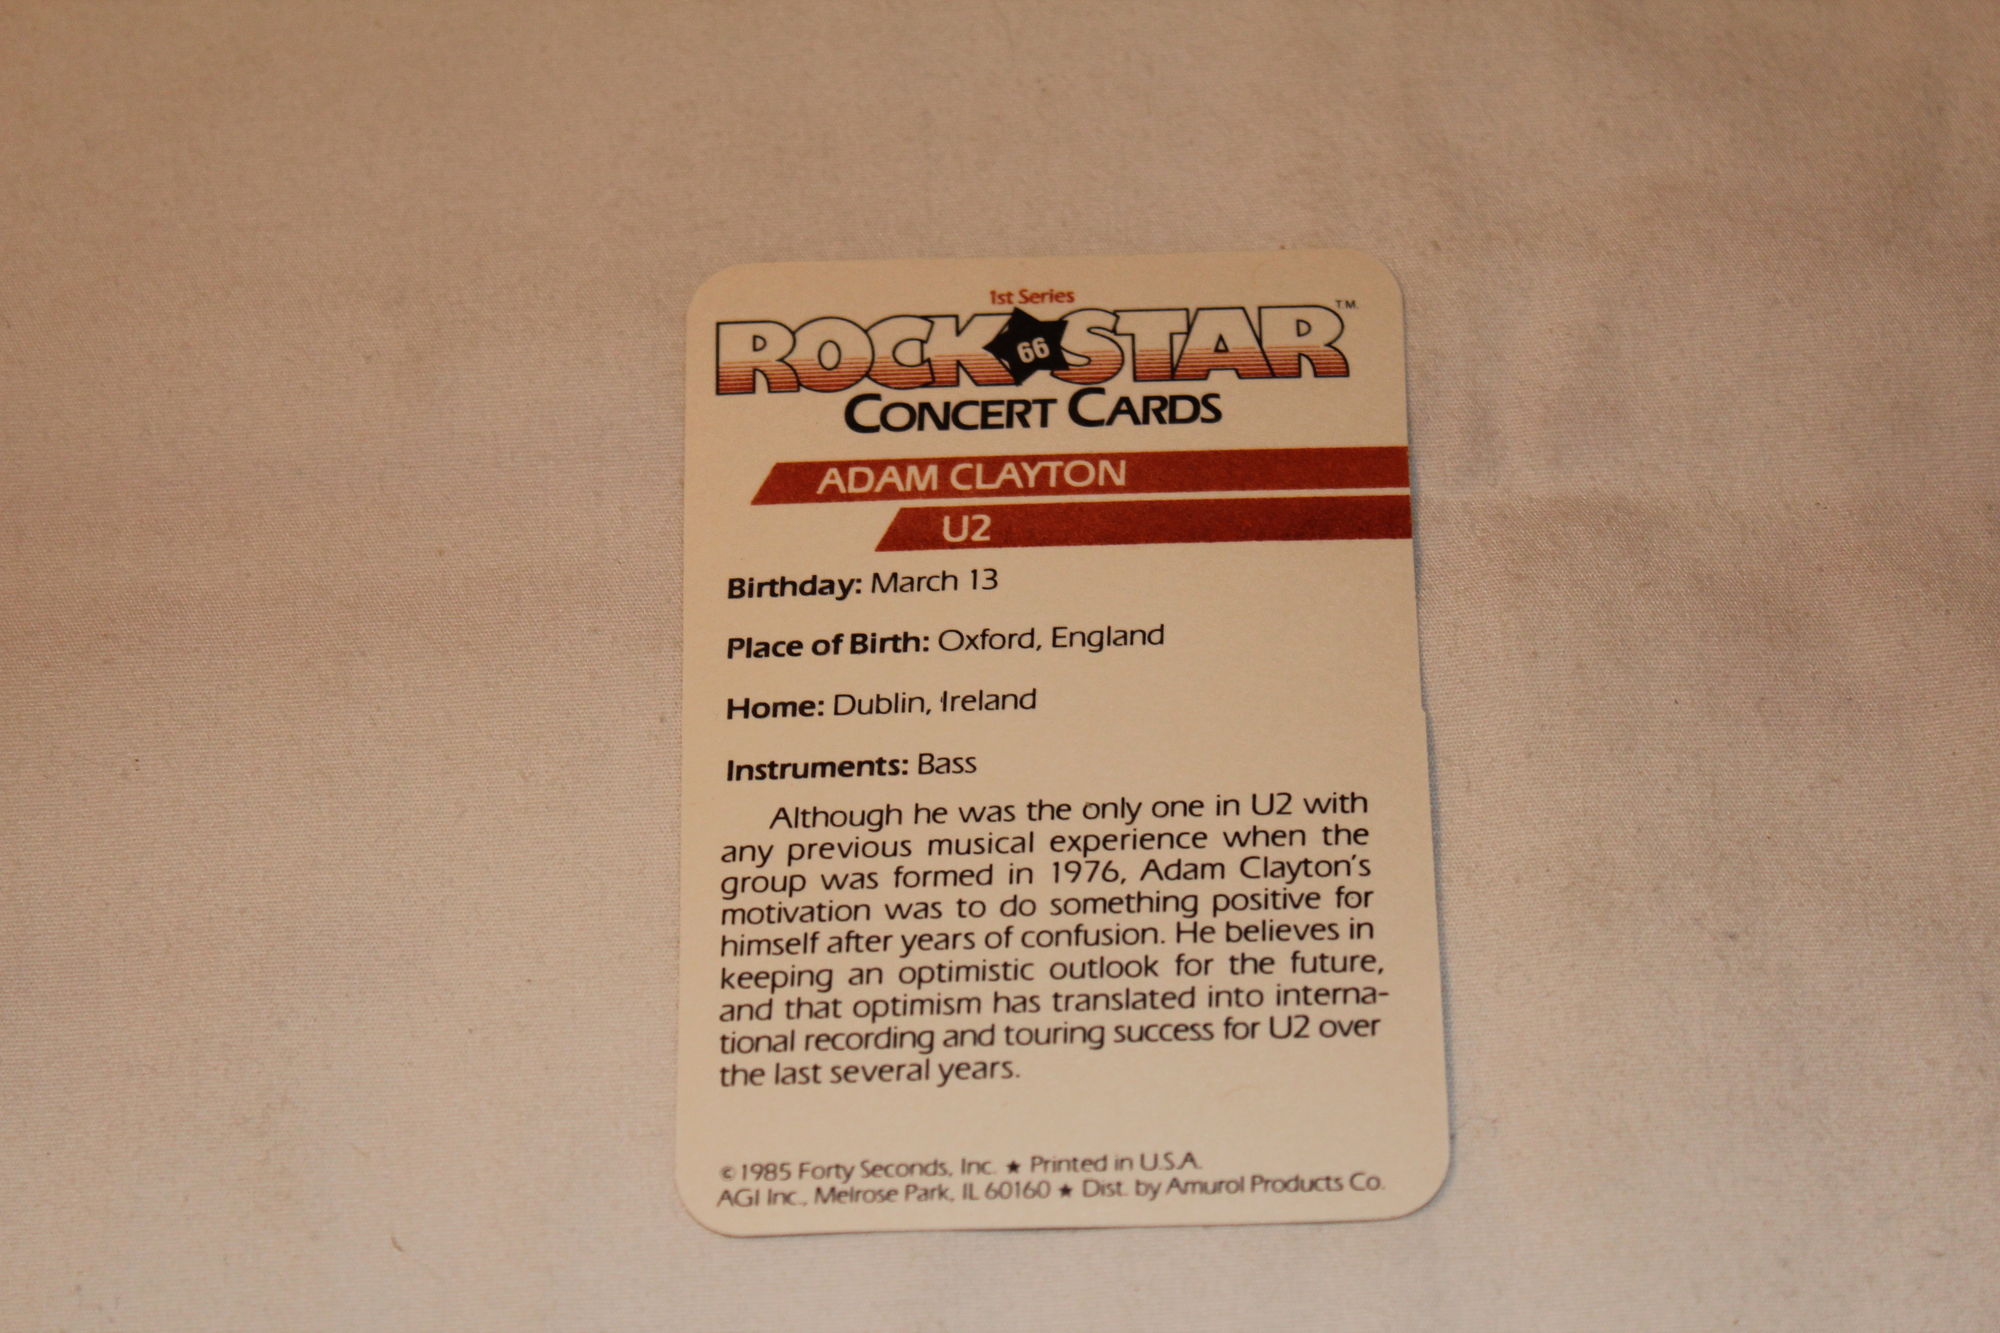 1st Series
ROCK 66 STAR™
CONCERT CARDS
ADAM CLAYTON
U2
Birthday: March 13
Place of Birth: Oxford, England
Home: Dublin, Ireland
Instruments: Bass
Although he was the only one in U2 with
any previous musical experience when the
group was formed in 1976, Adam Clayton's
motivation was to do something positive for
himself after years of confusion. He believes in
keeping an optimistic outlook for the future,
and that optimism has translated into interna-
tional recording and touring success for U2 over
the last several years.
© 1985 Forty Seconds, Inc. ★ Printed in U.S.A.
AGI Inc., Melrose Park, IL 60160 ★ Dist. by Amurol Products Co.